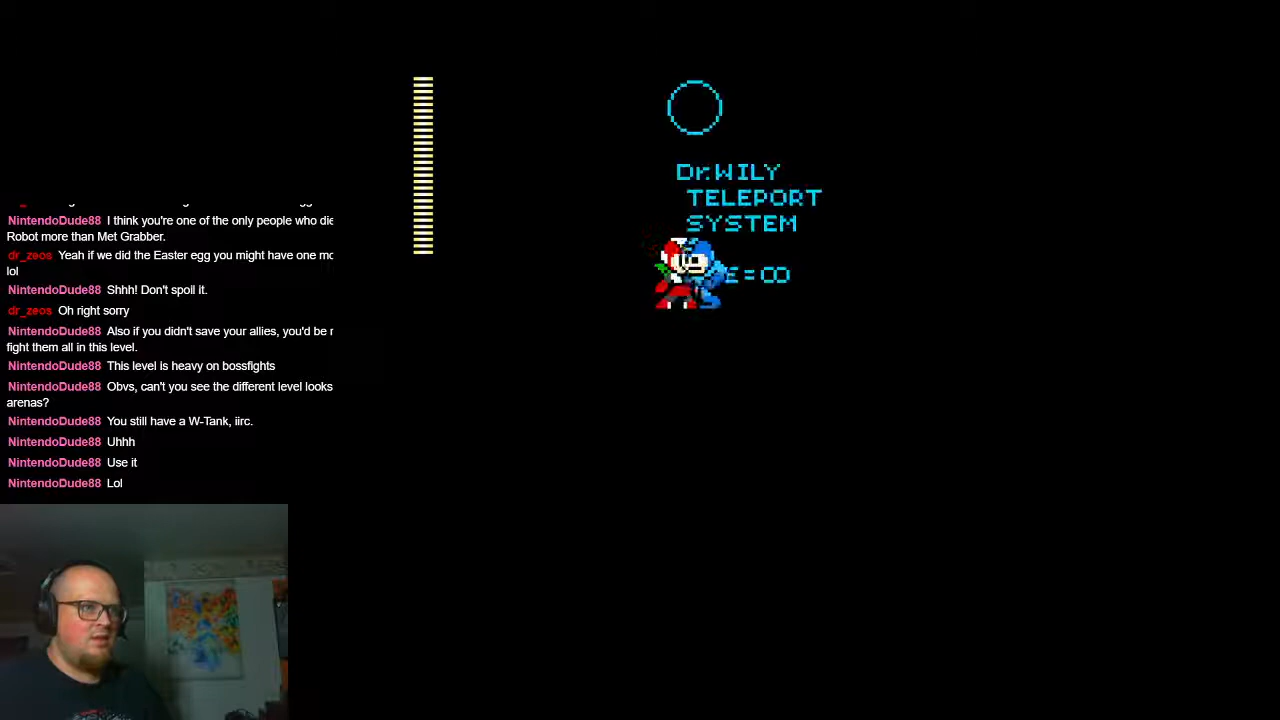 NintendoDude88 I think you're one of the only people who die
Robot more than Met Grabber.
dr_zeos Yeah if we did the Easter egg you might have one mo
lol
NintendoDude88 Shhh! Don't spoil it.
dr_zeos Oh right sorry
NintendoDude88 Also if you didn't save your allies, you'd be r
fight them all in this level.
NintendoDude88 This level is heavy on bossfights
NintendoDude88 Obvs, can't you see the different level looks
arenas?
NintendoDude88 You still have a W-Tank, iirc.
NintendoDude88 Uhhh
NintendoDude88 Use it
NintendoDude88 Lol
Dr.WILY
TELEPORT
SYSTEM
E=∞